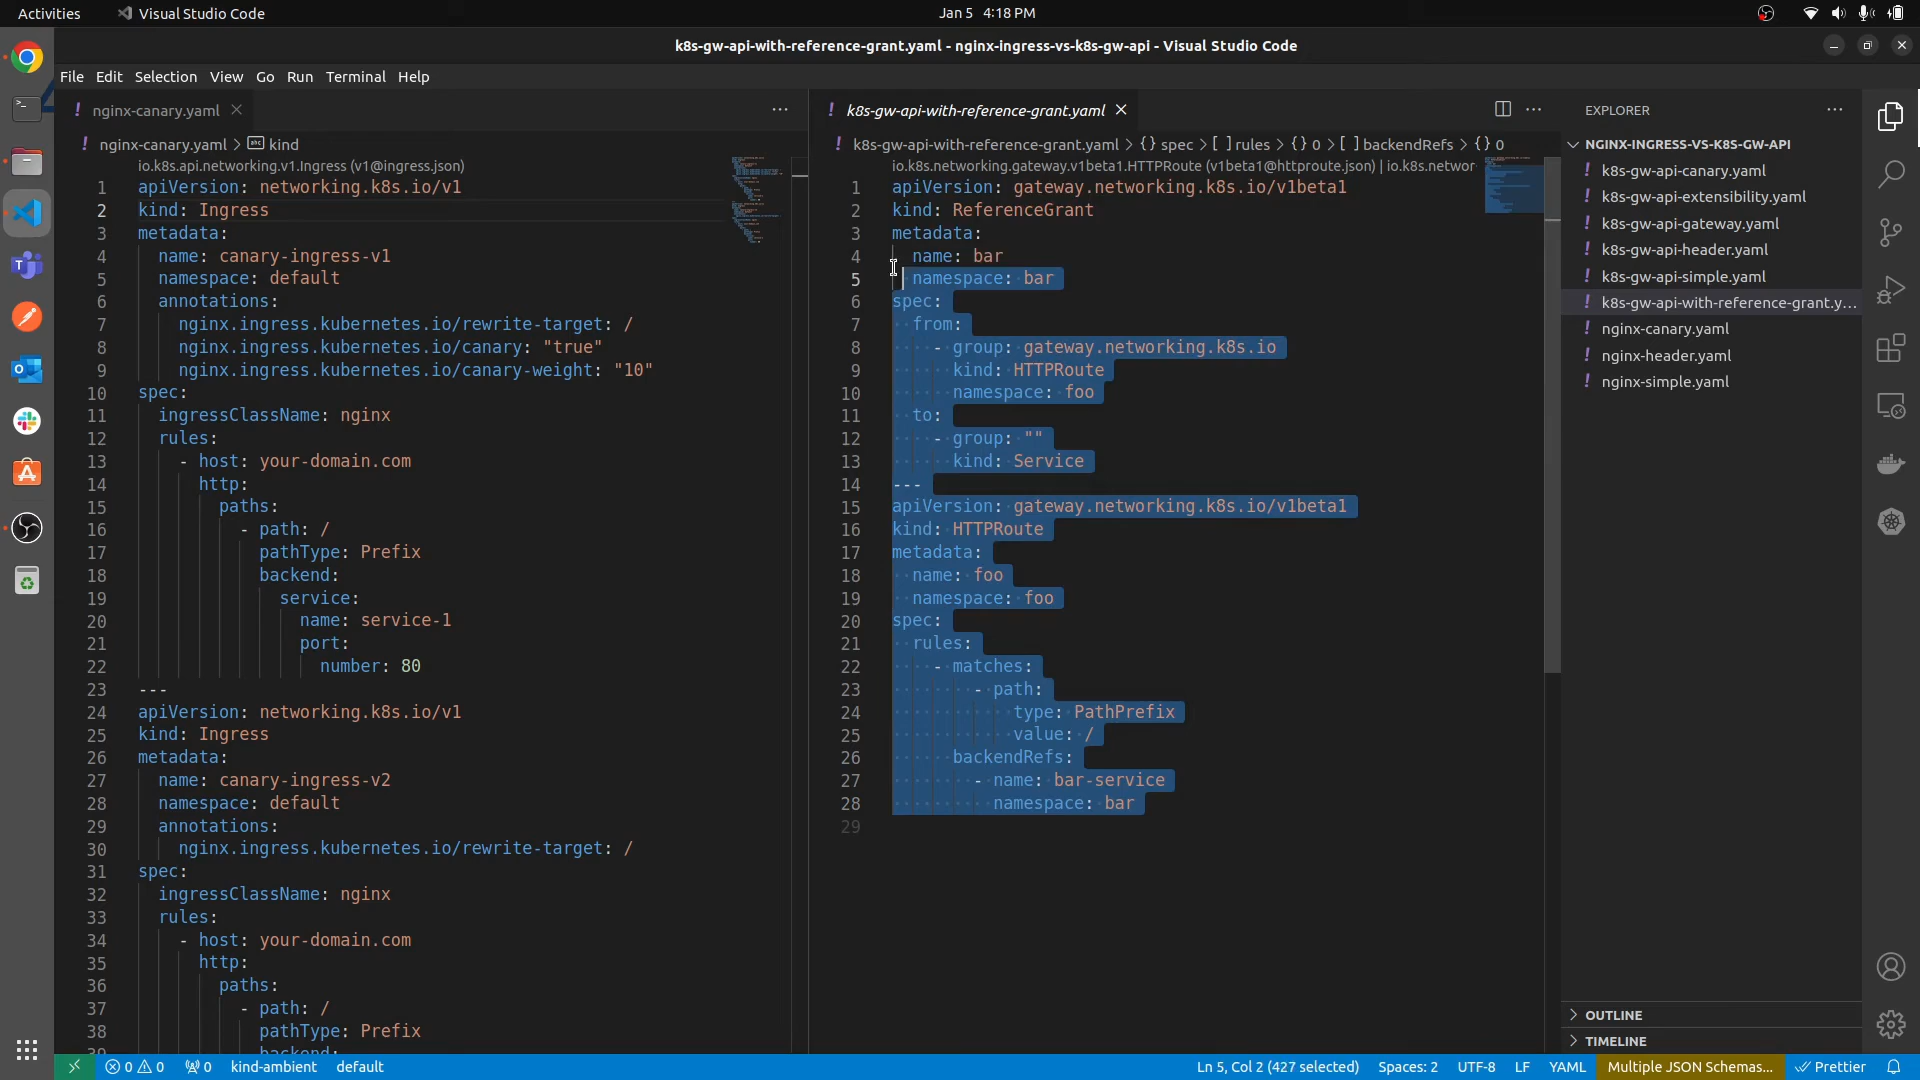 Activities
Visual Studio Code
Jan 5 4:18 PM
k8s-gw-api-with-reference-grant.yaml - nginx-ingress-vs-k8s-gw-api - Visual Studio Code
File Edit Selection View Go Run Terminal Help
nginx-canary.yaml
nginx-canary.yaml > kind
io.k8s.api.networking.v1.Ingress (v1@ingress.json)
1 apiVersion: networking.k8s.io/v1
2 kind: Ingress
3 metadata:
4 name: canary-ingress-v1
5 namespace: default
6 annotations:
7 nginx.ingress.kubernetes.io/rewrite-target: /
8 nginx.ingress.kubernetes.io/canary: "true"
9 nginx.ingress.kubernetes.io/canary-weight: "10"
10 spec:
11 ingressClassName: nginx
12 rules:
13 - host: your-domain.com
14 http:
15 paths:
16 - path: /
17 pathType: Prefix
18 backend:
19 service:
20 name: service-1
21 port:
22 number: 80
23 ---
24 apiVersion: networking.k8s.io/v1
25 kind: Ingress
26 metadata:
27 name: canary-ingress-v2
28 namespace: default
29 annotations:
30 nginx.ingress.kubernetes.io/rewrite-target: /
31 spec:
32 ingressClassName: nginx
33 rules:
34 - host: your-domain.com
35 http:
36 paths:
37 - path: /
38 pathType: Prefix
39 backend:
k8s-gw-api-with-reference-grant.yaml
k8s-gw-api-with-reference-grant.yaml > {} spec > [ ] rules > {} 0 > [ ] backendRefs > {} 0
io.k8s.networking.gateway.v1beta1.HTTPRoute (v1beta1@httproute.json) | io.k8s.networ
1 apiVersion: gateway.networking.k8s.io/v1beta1
2 kind: ReferenceGrant
3 metadata:
4 name: bar
5 namespace: bar
6 spec:
7 from:
8 - group: gateway.networking.k8s.io
9 kind: HTTPRoute
10 namespace: foo
11 to:
12 - group: ""
13 kind: Service
14 ---
15 apiVersion: gateway.networking.k8s.io/v1beta1
16 kind: HTTPRoute
17 metadata:
18 name: foo
19 namespace: foo
20 spec:
21 rules:
22 - matches:
23 - path:
24 type: PathPrefix
25 value: /
26 backendRefs:
27 - name: bar-service
28 namespace: bar
29
EXPLORER
NGINX-INGRESS-VS-K8S-GW-API
k8s-gw-api-canary.yaml
k8s-gw-api-extensibility.yaml
k8s-gw-api-gateway.yaml
k8s-gw-api-header.yaml
k8s-gw-api-simple.yaml
k8s-gw-api-with-reference-grant.y...
nginx-canary.yaml
nginx-header.yaml
nginx-simple.yaml
OUTLINE
TIMELINE
0 0 0 kind-ambient default
Ln 5, Col 2 (427 selected) Spaces: 2 UTF-8 LF YAML Multiple JSON Schemas... Prettier